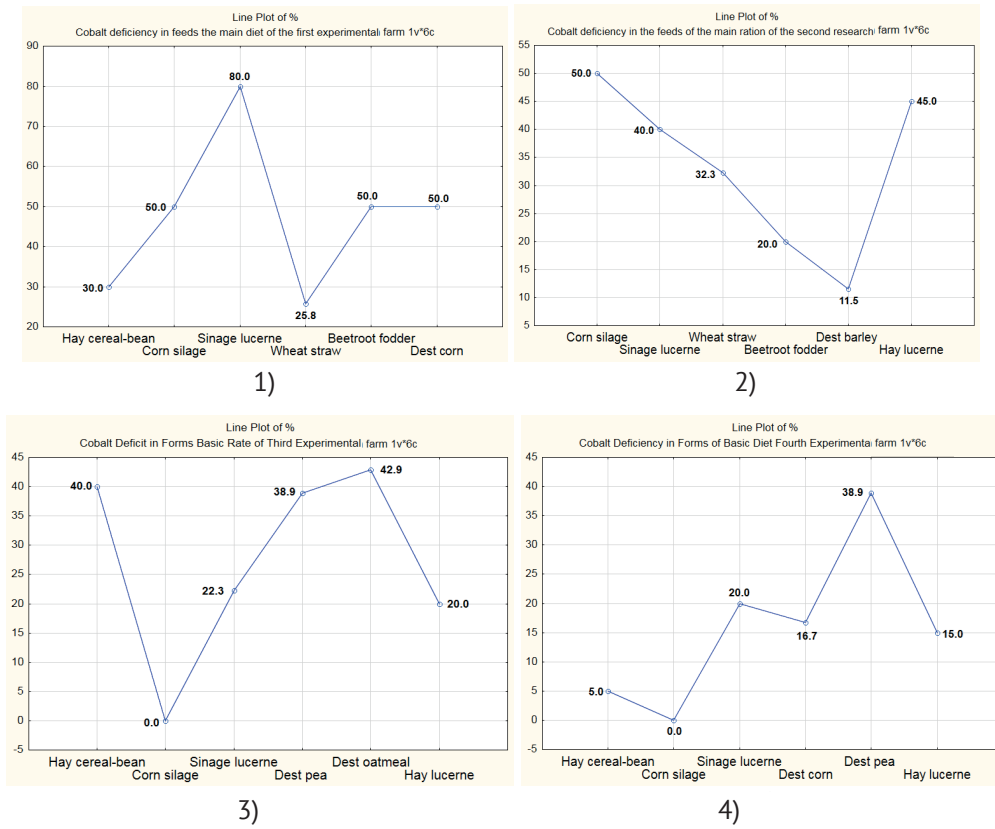 Line Plot of %
Cobalt deficiency in feeds the main diet of the first experimental farm 1v*6c
90
80
70
60
50
40
30
20
30.0
50.0
80.0
25.8
50.0
50.0
Hay cereal-bean
Corn silage
Sinage lucerne
Wheat straw
Beetroot fodder
Dest corn
1)
Line Plot of %
Cobalt deficiency in the feeds of the main ration of the second research farm 1v*6c
55
50
45
40
35
30
25
20
15
10
5
50.0
40.0
32.3
20.0
11.5
45.0
Corn silage
Sinage lucerne
Wheat straw
Beetroot fodder
Dest barley
Hay lucerne
2)
Line Plot of %
Cobalt Deficit in Forms Basic Rate of Third Experimental farm 1v*6c
45
40
35
30
25
20
15
10
5
0
-5
40.0
0.0
22.3
38.9
42.9
20.0
Hay cereal-bean
Corn silage
Sinage lucerne
Dest pea
Dest oatmeal
Hay lucerne
3)
Line Plot of %
Cobalt Deficiency in Forms of Basic Diet Fourth Experimenta farm 1v*6c
45
40
35
30
25
20
15
10
5
0
-5
5.0
0.0
20.0
16.7
38.9
15.0
Hay cereal-bean
Corn silage
Sinage lucerne
Dest corn
Dest pea
Hay lucerne
4)